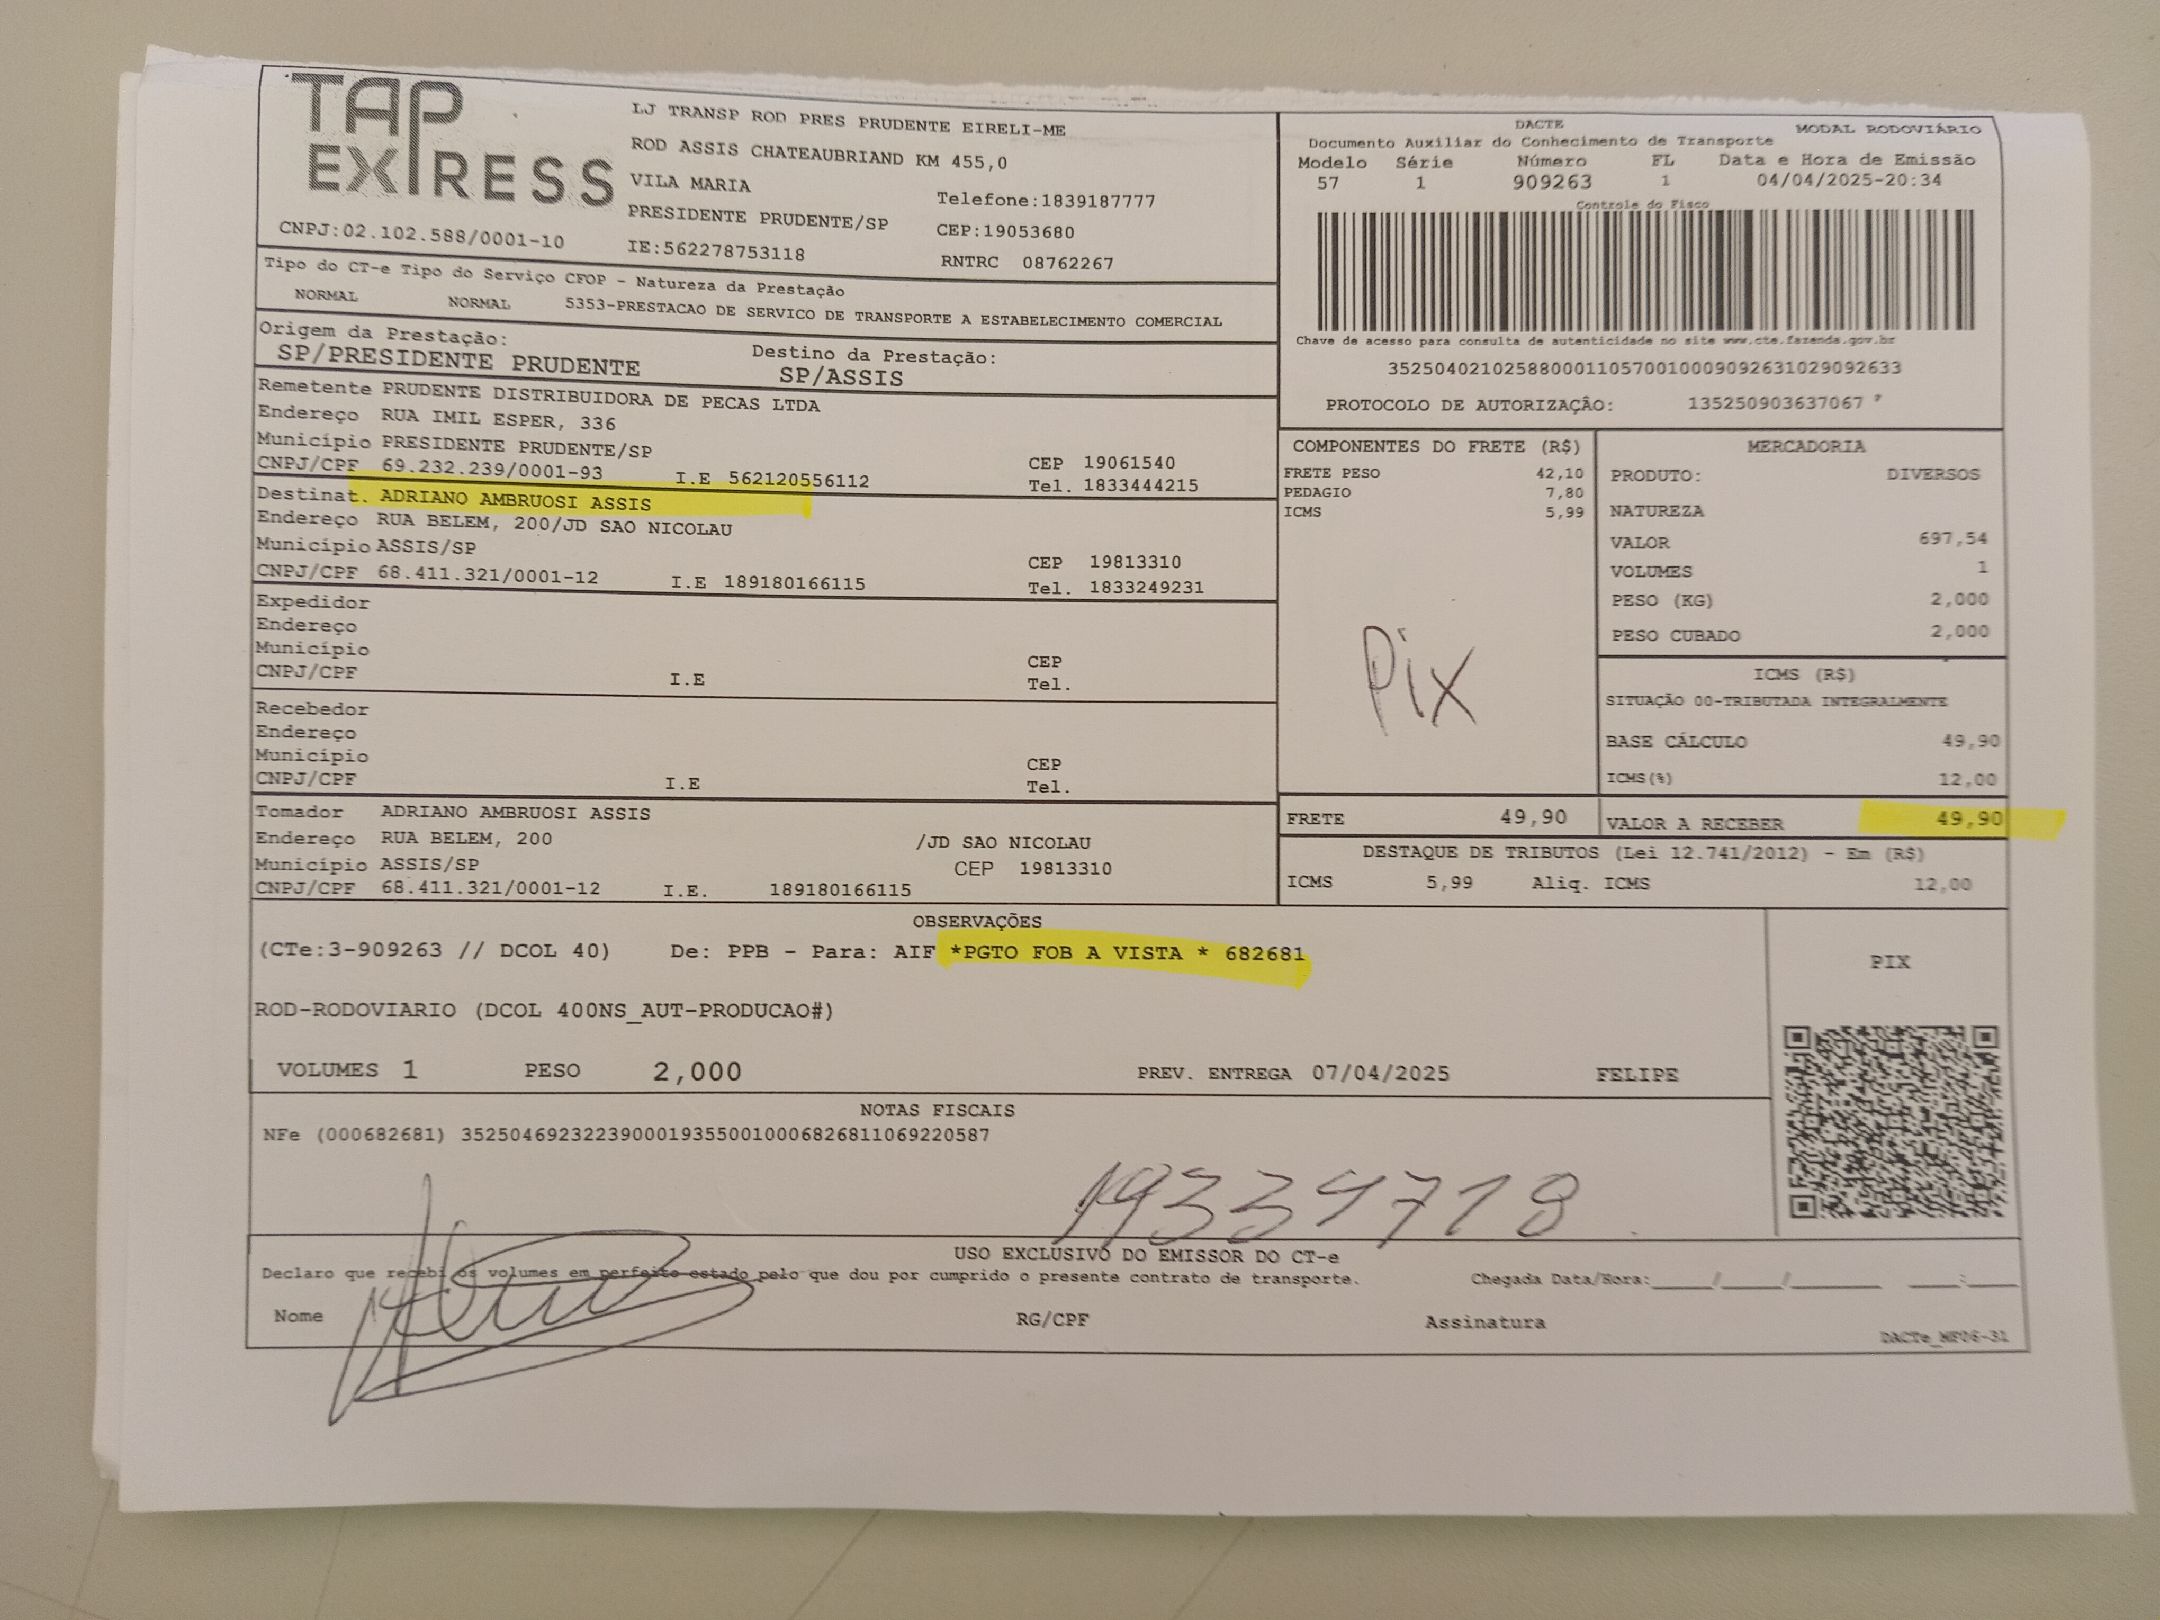 TAP
EXPRESS
LJ TRANSP ROD PRES PRUDENTE EIRELI-ME
ROD ASSIS CHATEAUBRIAND KM 455,0
VILA MARIA
Telefone:1839187777
PRESIDENTE PRUDENTE/SP
CEP:19053680
CNPJ:02.102.588/0001-10
IE:562278753118
RNTRC 08762267
DACTE
MODAL RODOVIÁRIO
Documento Auxiliar do Conhecimento de Transporte
Modelo Série Número FL Data e Hora de Emissão
57 1 909263 1 04/04/2025-20:34
Controle do Fisco
Chave de acesso para consulta de autenticidade no site www.cte.fazenda.gov.br
35250402102588000110570010009092631029092633
PROTOCOLO DE AUTORIZAÇÂO: 135250903637067
Tipo do CT-e Tipo do Serviço CFOP - Natureza da Prestação
NORMAL NORMAL 5353-PRESTACAO DE SERVICO DE TRANSPORTE A ESTABELECIMENTO COMERCIAL
Origem da Prestação: Destino da Prestação:
SP/PRESIDENTE PRUDENTE SP/ASSIS
Remetente PRUDENTE DISTRIBUIDORA DE PECAS LTDA
Endereço RUA IMIL ESPER, 336
Município PRESIDENTE PRUDENTE/SP CEP 19061540
CNPJ/CPF 69.232.239/0001-93 I.E 562120556112 Tel. 1833444215
Destinat. ADRIANO AMBRUOSI ASSIS
Endereço RUA BELEM, 200/JD SAO NICOLAU
Município ASSIS/SP CEP 19813310
CNPJ/CPF 68.411.321/0001-12 I.E 189180166115 Tel. 1833249231
Expedidor
Endereço
Município CEP
CNPJ/CPF I.E Tel.
Recebedor
Endereço
Município CEP
CNPJ/CPF I.E Tel.
Tomador ADRIANO AMBRUOSI ASSIS
Endereço RUA BELEM, 200 /JD SAO NICOLAU
Município ASSIS/SP CEP 19813310
CNPJ/CPF 68.411.321/0001-12 I.E. 189180166115
COMPONENTES DO FRETE (R$)
FRETE PESO 42,10
PEDAGIO 7,80
ICMS 5,99
Pix
MERCADORIA
PRODUTO: DIVERSOS
NATUREZA
VALOR 697,54
VOLUMES 1
PESO (KG) 2,000
PESO CUBADO 2,000
ICMS (R$)
SITUAÇÃO 00-TRIBUTADA INTEGRALMENTE
BASE CÁLCULO 49,90
ICMS(%) 12,00
FRETE 49,90 VALOR A RECEBER 49,90
DESTAQUE DE TRIBUTOS (Lei 12.741/2012) - Em (R$)
ICMS 5,99 Aliq. ICMS 12,00
OBSERVAÇÕES
(CTe:3-909263 // DCOL 40) De: PPB - Para: AIF *PGTO FOB A VISTA * 682681
PIX
ROD-RODOVIARIO (DCOL 400NS_AUT-PRODUCAO#)
VOLUMES 1 PESO 2,000 PREV. ENTREGA 07/04/2025 FELIPE
NOTAS FISCAIS
NFe (000682681) 35250469232239000193550010006826811069220587
19334718
USO EXCLUSIVO DO EMISSOR DO CT-e
Declaro que recebi os volumes em perfeito estado pelo que dou por cumprido o presente contrato de transporte. Chegada Data/Hora:_____/_____/_______ ____:____
Nome RG/CPF Assinatura
DACTe_MF06-31